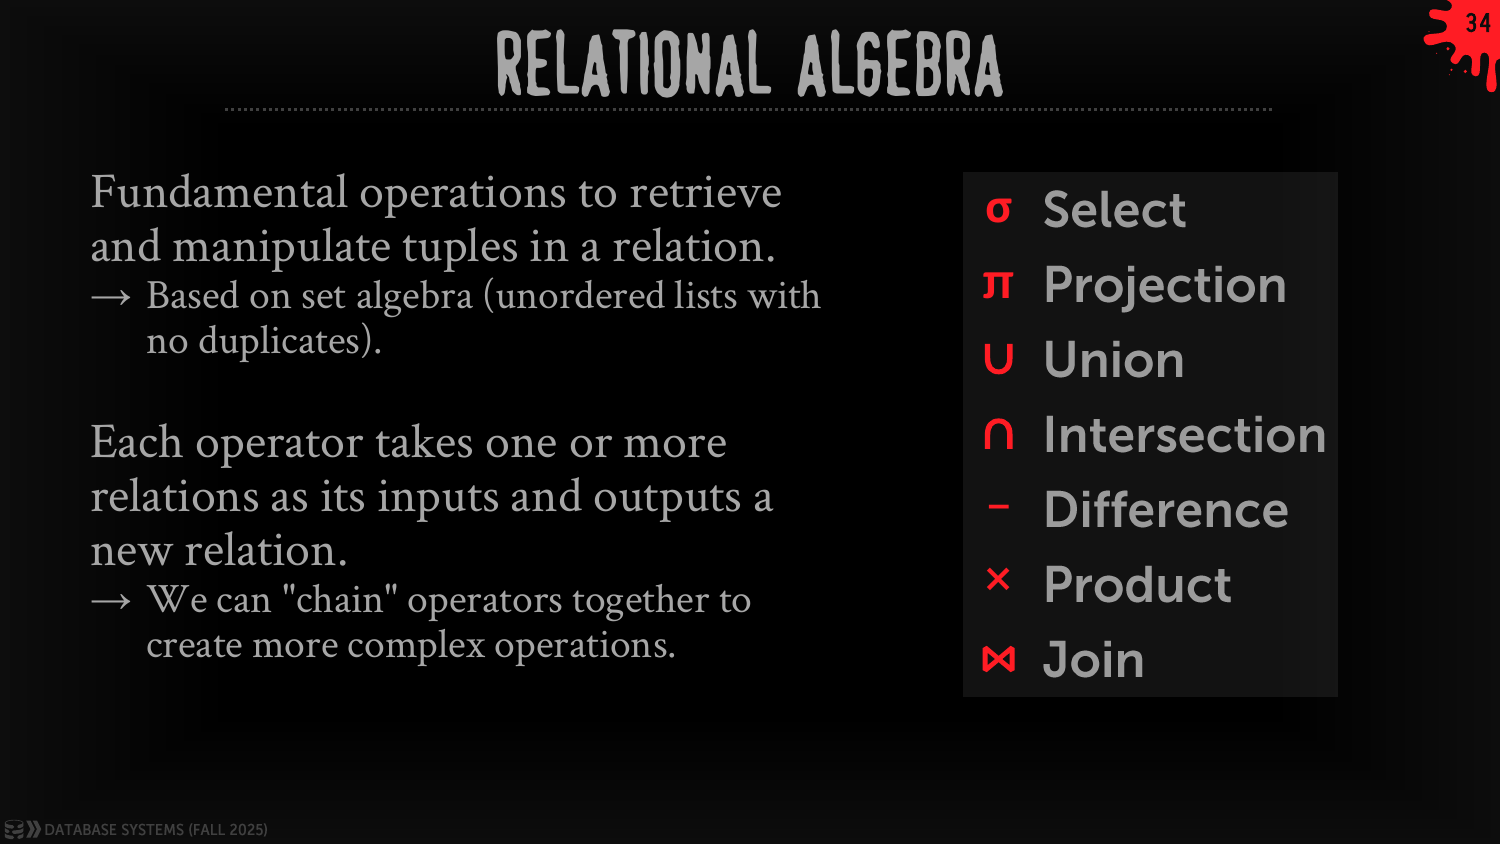 34
RELATIONAL ALGEBRA
Fundamental operations to retrieve
and manipulate tuples in a relation.
→ Based on set algebra (unordered lists with
no duplicates).
Each operator takes one or more
relations as its inputs and outputs a
new relation.
→ We can "chain" operators together to
create more complex operations.
σ Select
π Projection
∪ Union
∩ Intersection
− Difference
× Product
⋈ Join
DATABASE SYSTEMS (FALL 2025)